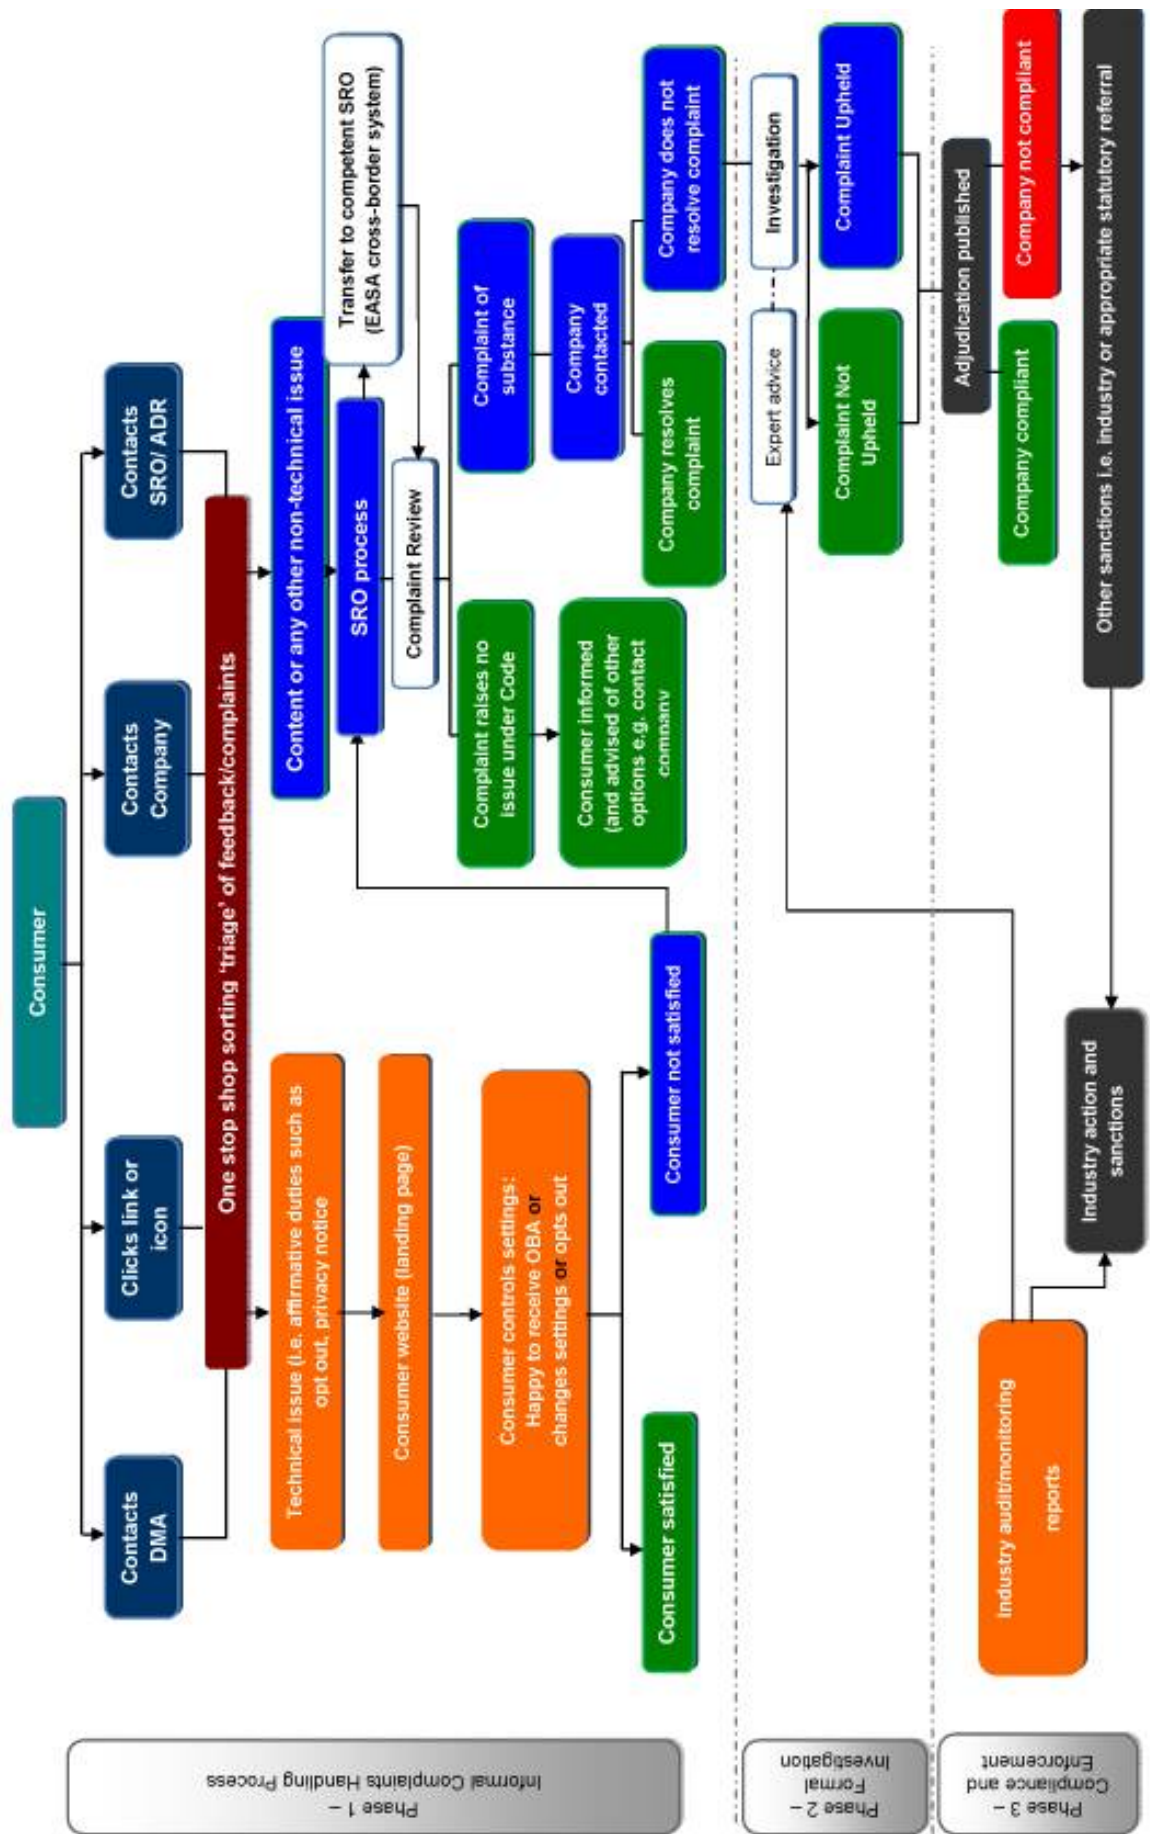 Consumer
Contacts
DMA
Clicks link or
icon
Contacts
Company
Contacts
SRO/ ADR
One stop shop sorting ‘triage’ of feedback/complaints
Technical issue (i.e. affirmative duties such as
opt out, privacy notice
Content or any other non-technical issue
Consumer website (landing page)
SRO process
Transfer to competent SRO
(EASA cross-border system)
Complaint Review
Consumer controls settings:
Happy to receive OBA or
changes settings or opts out
Complaint raises no
issue under Code
Complaint of
substance
Consumer informed
(and advised of other
options e.g. contact
company
Company
contacted
Consumer satisfied
Consumer not satisfied
Company resolves
complaint
Company does not
resolve complaint
Phase 1 –
Informal Complaints Handling Process
Expert advice
Investigation
Complaint Not
Upheld
Complaint Upheld
Phase 2 –
Formal
Investigation
Adjudication published
Industry audit/monitoring
reports
Company compliant
Company not compliant
Industry action and
sanctions
Other sanctions i.e. industry or appropriate statutory referral
Phase 3 –
Compliance and
Enforcement